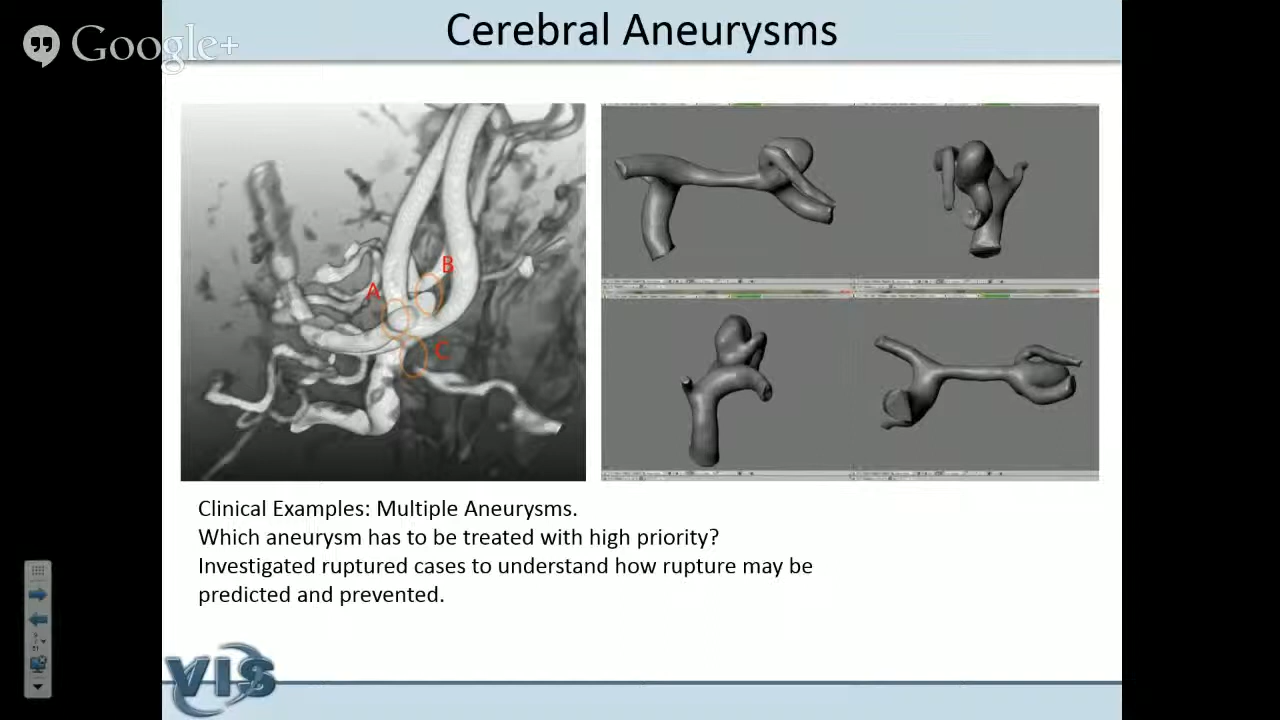 Cerebral Aneurysms
Google+
A
B
C
Clinical Examples: Multiple Aneurysms.
Which aneurysm has to be treated with high priority?
Investigated ruptured cases to understand how rupture may be
predicted and prevented.
VIS